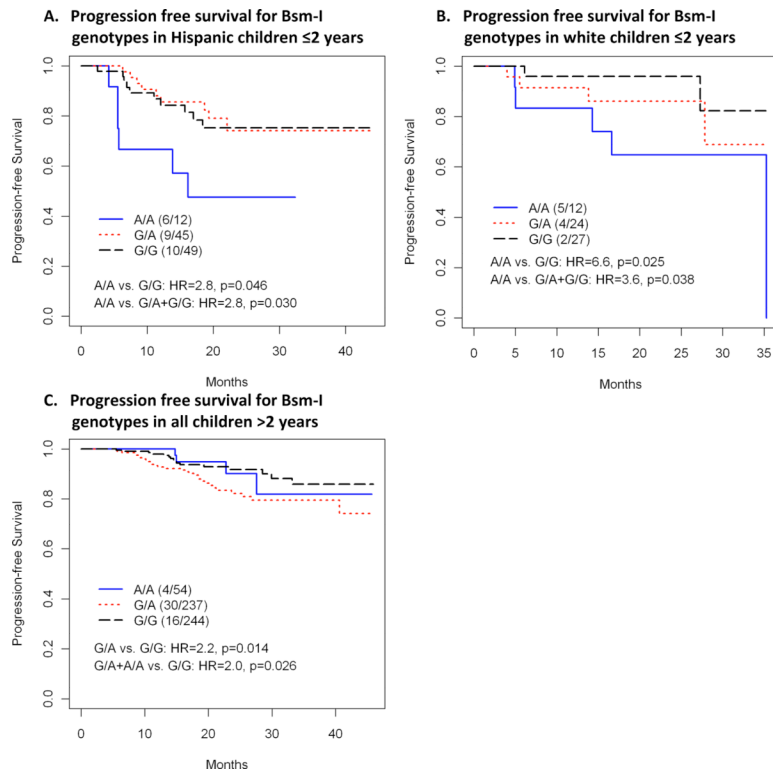 A. Progression free survival for Bsm-I
genotypes in Hispanic children ≤2 years
Progression-free Survival
1.0
0.8
0.6
0.4
0.2
0.0
A/A (6/12)
G/A (9/45)
G/G (10/49)
A/A vs. G/G: HR=2.8, p=0.046
A/A vs. G/A+G/G: HR=2.8, p=0.030
0 10 20 30 40
Months
B. Progression free survival for Bsm-I
genotypes in white children ≤2 years
Progression-free Survival
1.0
0.8
0.6
0.4
0.2
0.0
A/A (5/12)
G/A (4/24)
G/G (2/27)
A/A vs. G/G: HR=6.6, p=0.025
A/A vs. G/A+G/G: HR=3.6, p=0.038
0 5 10 15 20 25 30 35
Months
C. Progression free survival for Bsm-I
genotypes in all children >2 years
Progression-free Survival
1.0
0.8
0.6
0.4
0.2
0.0
A/A (4/54)
G/A (30/237)
G/G (16/244)
G/A vs. G/G: HR=2.2, p=0.014
G/A+A/A vs. G/G: HR=2.0, p=0.026
0 10 20 30 40
Months